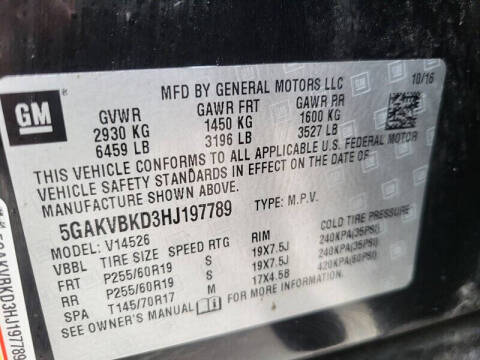 MFD BY GENERAL MOTORS LLC 10/16
GM
GVWR GAWR FRT GAWR RR
2930 KG 1450 KG 1600 KG
6459 LB 3196 LB 3527 LB
THIS VEHICLE CONFORMS TO ALL APPLICABLE U.S. FEDERAL MOTOR
VEHICLE SAFETY STANDARDS IN EFFECT ON THE DATE OF
MANUFACTURE SHOWN ABOVE.
5GAKVBKD3HJ197789 TYPE: M.P.V.
MODEL: V14526
VBBL TIRE SIZE SPEED RTG RIM COLD TIRE PRESSURE
FRT P255/60R19 S 19X7.5J 240KPA(35PSI)
RR P255/60R19 S 19X7.5J 240KPA(35PSI)
SPA T145/70R17 M 17X4.5B 420KPA(60PSI)
SEE OWNER'S MANUAL FOR MORE INFORMATION.
5GAKVBKD3HJ197789